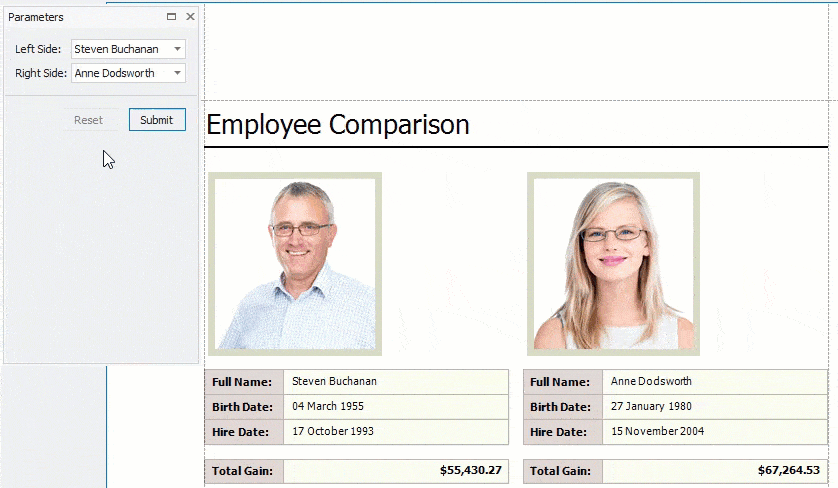 Parameters
Left Side: Steven Buchanan
Right Side: Anne Dodsworth
Reset Submit
Employee Comparison
Full Name: Steven Buchanan
Birth Date: 04 March 1955
Hire Date: 17 October 1993
Total Gain: $55,430.27
Full Name: Anne Dodsworth
Birth Date: 27 January 1980
Hire Date: 15 November 2004
Total Gain: $67,264.53